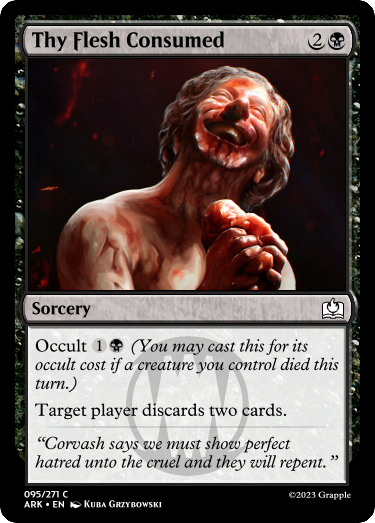 Thy Flesh Consumed 2
Sorcery
Occult 1 (You may cast this for its
occult cost if a creature you control died this
turn.)
Target player discards two cards.
“Corvash says we must show perfect
hatred unto the cruel and they will repent.”
095/271 C
ARK • EN Kuba Grzybowski
©2023 Grapple